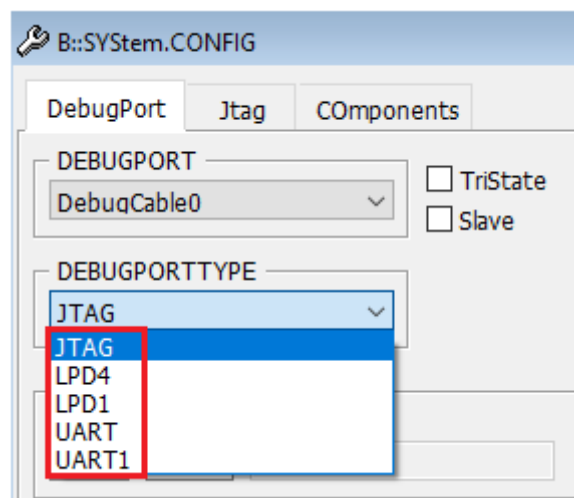 B::SYStem.CONFIG
DebugPort Jtag COmponents
DEBUGPORT
DebugCable0
TriState
Slave
DEBUGPORTTYPE
JTAG
JTAG
LPD4
LPD1
UART
UART1